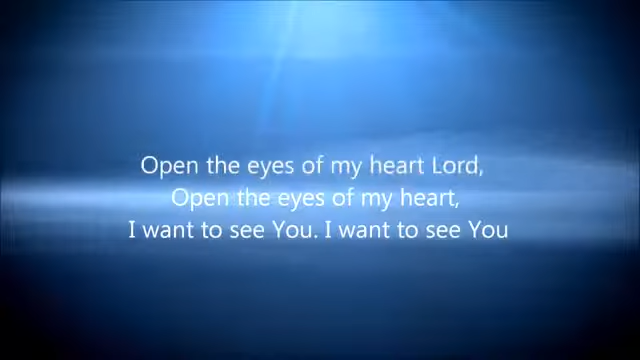 Open the eyes of my heart Lord,
Open the eyes of my heart,
I want to see You. I want to see You